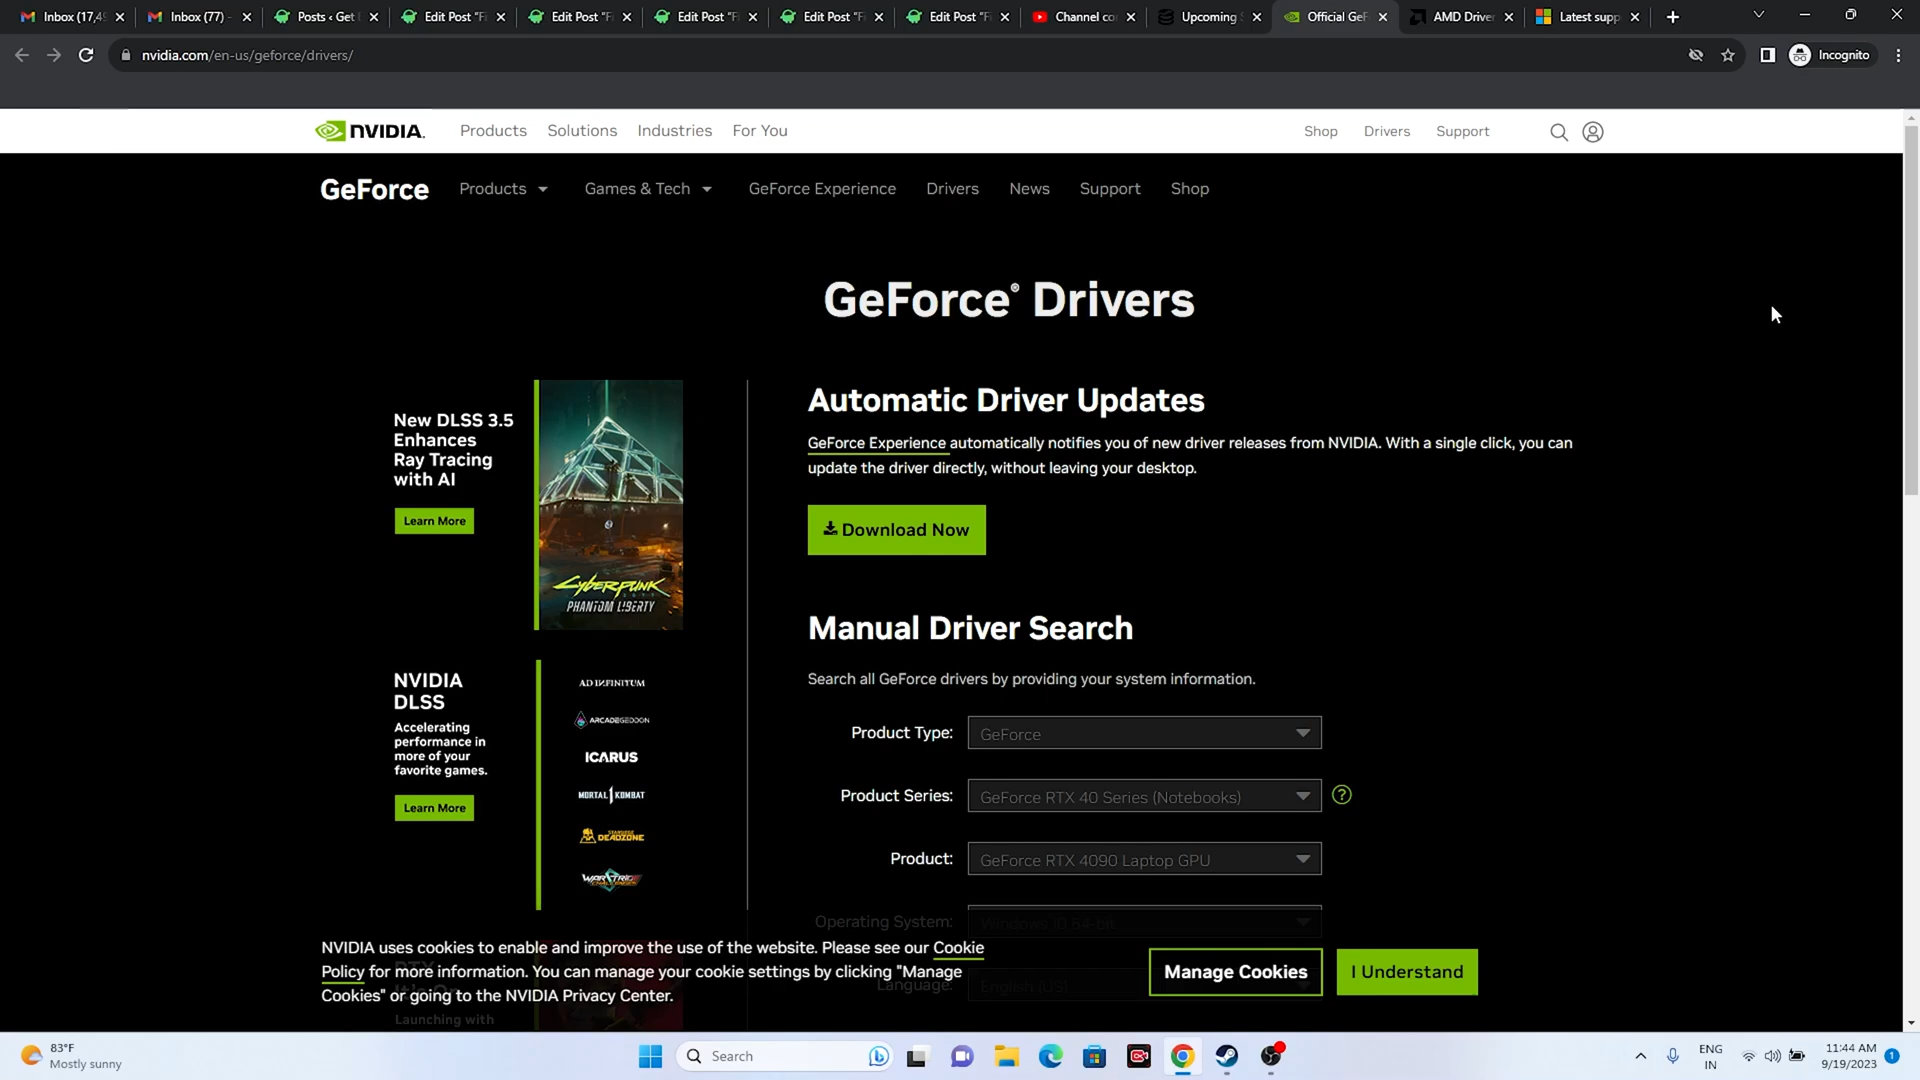 Inbox (17,4
Inbox (77) -
Posts ‹ Get
Edit Post "F
Edit Post "F
Edit Post "F
Edit Post "F
Edit Post "F
Channel co
Upcoming
Official GeF
AMD Driver
Latest supp
nvidia.com/en-us/geforce/drivers/
Incognito
NVIDIA.
Products
Solutions
Industries
For You
Shop
Drivers
Support
GeForce
Products
Games & Tech
GeForce Experience
Drivers
News
Support
Shop
GeForce® Drivers
New DLSS 3.5
Enhances
Ray Tracing
with AI
Learn More
Cyberpunk
PHANTOM LIBERTY
Automatic Driver Updates
GeForce Experience automatically notifies you of new driver releases from NVIDIA. With a single click, you can
update the driver directly, without leaving your desktop.
Download Now
Manual Driver Search
Search all GeForce drivers by providing your system information.
NVIDIA
DLSS
Accelerating
performance in
more of your
favorite games.
Learn More
AD INFINITUM
ARCADEGEDDON
ICARUS
MORTAL KOMBAT
DEADZONE
Product Type:
GeForce
Product Series:
GeForce RTX 40 Series (Notebooks)
Product:
GeForce RTX 4090 Laptop GPU
Operating System:
Windows 10 64-bit
Language:
English (US)
NVIDIA uses cookies to enable and improve the use of the website. Please see our Cookie
Policy for more information. You can manage your cookie settings by clicking "Manage
Cookies" or going to the NVIDIA Privacy Center.
Manage Cookies
I Understand
Launching with
83°F
Mostly sunny
Search
ENG
IN
11:44 AM
9/19/2023
1